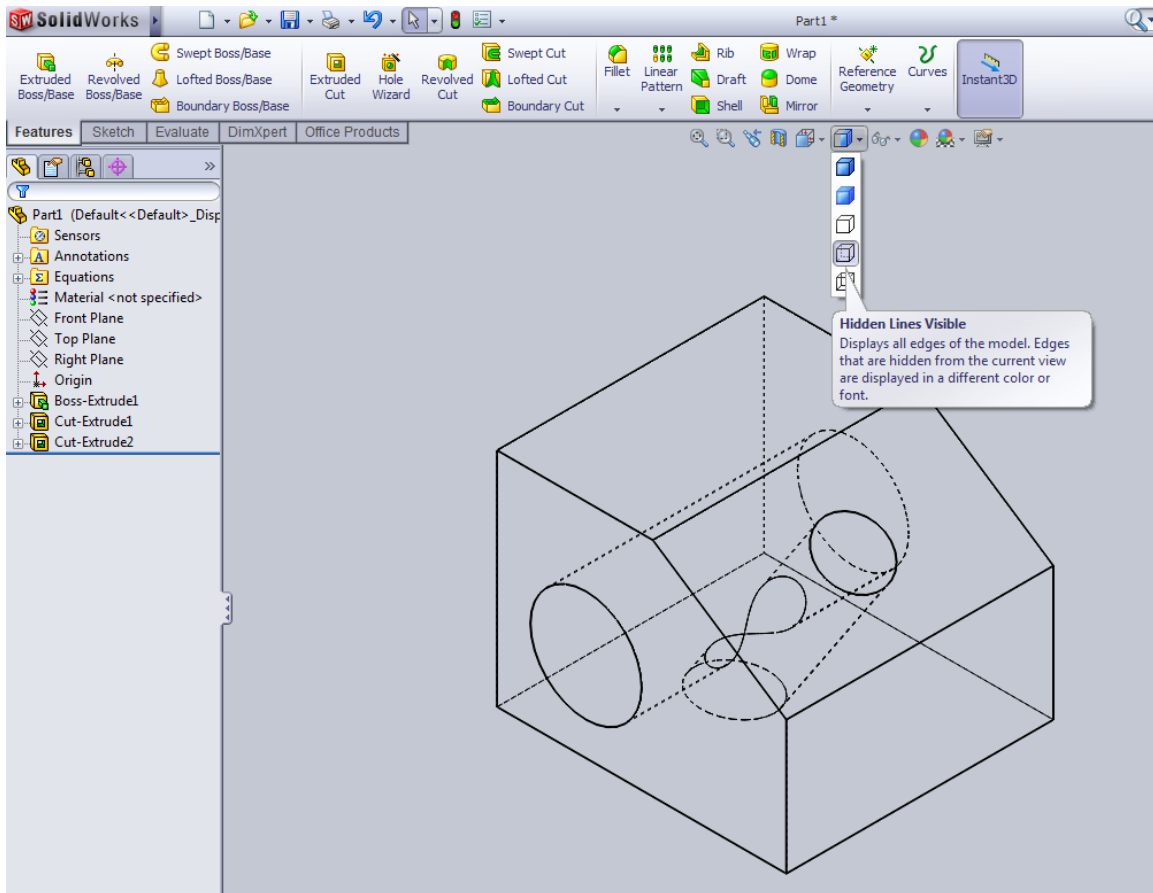 SolidWorks
Part1 *
Extruded Boss/Base
Revolved Boss/Base
Swept Boss/Base
Lofted Boss/Base
Boundary Boss/Base
Extruded Cut
Hole Wizard
Revolved Cut
Swept Cut
Lofted Cut
Boundary Cut
Fillet
Linear Pattern
Rib
Draft
Shell
Wrap
Dome
Mirror
Reference Geometry
Curves
Instant3D
Features
Sketch
Evaluate
DimXpert
Office Products
Part1 (Default<<Default>_Disp
Sensors
Annotations
Equations
Material <not specified>
Front Plane
Top Plane
Right Plane
Origin
Boss-Extrude1
Cut-Extrude1
Cut-Extrude2
Hidden Lines Visible
Displays all edges of the model. Edges
that are hidden from the current view
are displayed in a different color or
font.